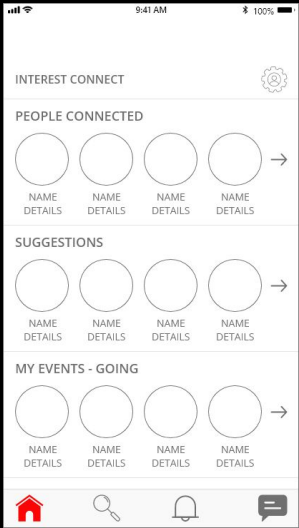 9:41 AM 100%
INTEREST CONNECT
PEOPLE CONNECTED
NAME NAME NAME NAME
DETAILS DETAILS DETAILS DETAILS
SUGGESTIONS
NAME NAME NAME NAME
DETAILS DETAILS DETAILS DETAILS
MY EVENTS - GOING
NAME NAME NAME NAME
DETAILS DETAILS DETAILS DETAILS